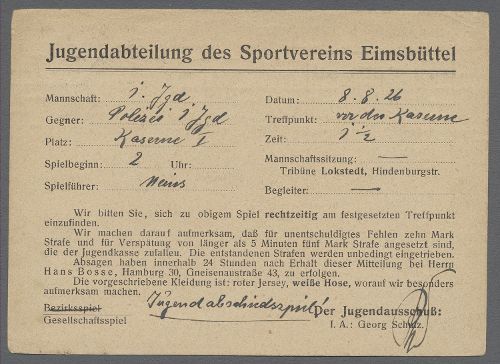 Jugendabteilung des Sportvereins Eimsbüttel
Mannschaft: 1. Jgd.
Gegner: Polizei 1 Jgd
Platz: Kaserne I
Spielbeginn: 2 Uhr:
Spielführer: Meins
Datum: 8. 8. 26
Treffpunkt: vor der Kaserne
Zeit: 1 1/2
Mannschaftssitzung: —
Tribüne Lokstedt, Hindenburgstr.
Begleiter: —
Wir bitten Sie, sich zu obigem Spiel rechtzeitig am festgesetzten Treffpunkt
einzufinden.
Wir machen darauf aufmerksam, daß für unentschuldigtes Fehlen zehn Mark
Strafe und für Verspätung von länger als 5 Minuten fünf Mark Strafe angesetzt sind,
die der Jugendkasse zufallen. Die entstandenen Strafen werden unbedingt eingetrieben.
Absagen haben innerhalb 24 Stunden nach Erhalt dieser Mitteilung bei Herrn
Hans Bosse, Hamburg 30, Gneisenaustraße 43, zu erfolgen.
Die vorgeschriebene Kleidung ist: roter Jersey, weiße Hose, worauf wir besonders
aufmerksam machen.
Jugendabschiedsspiel!
Bezirksspiel
Gesellschaftsspiel
Der Jugendausschuß:
I. A.: Georg Schulz.